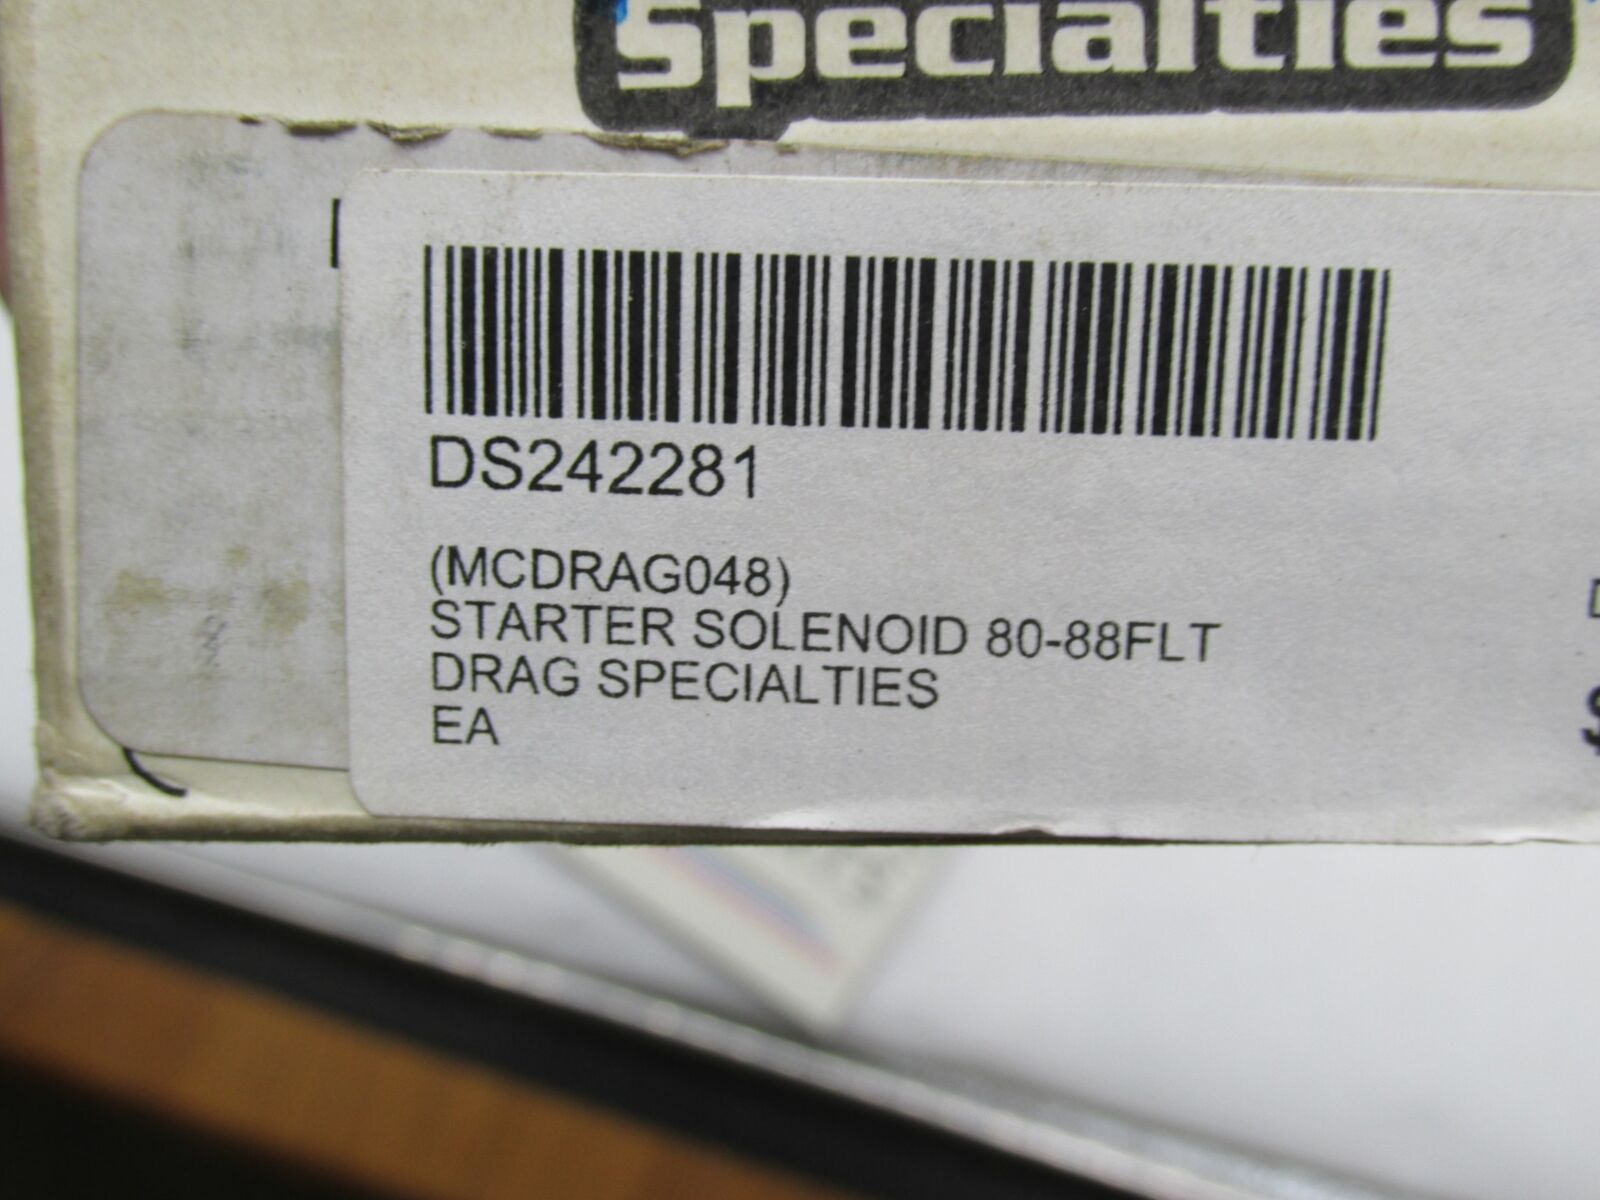 Specialties
DS242281
(MCDRAG048)
STARTER SOLENOID 80-88FLT
DRAG SPECIALTIES
EA